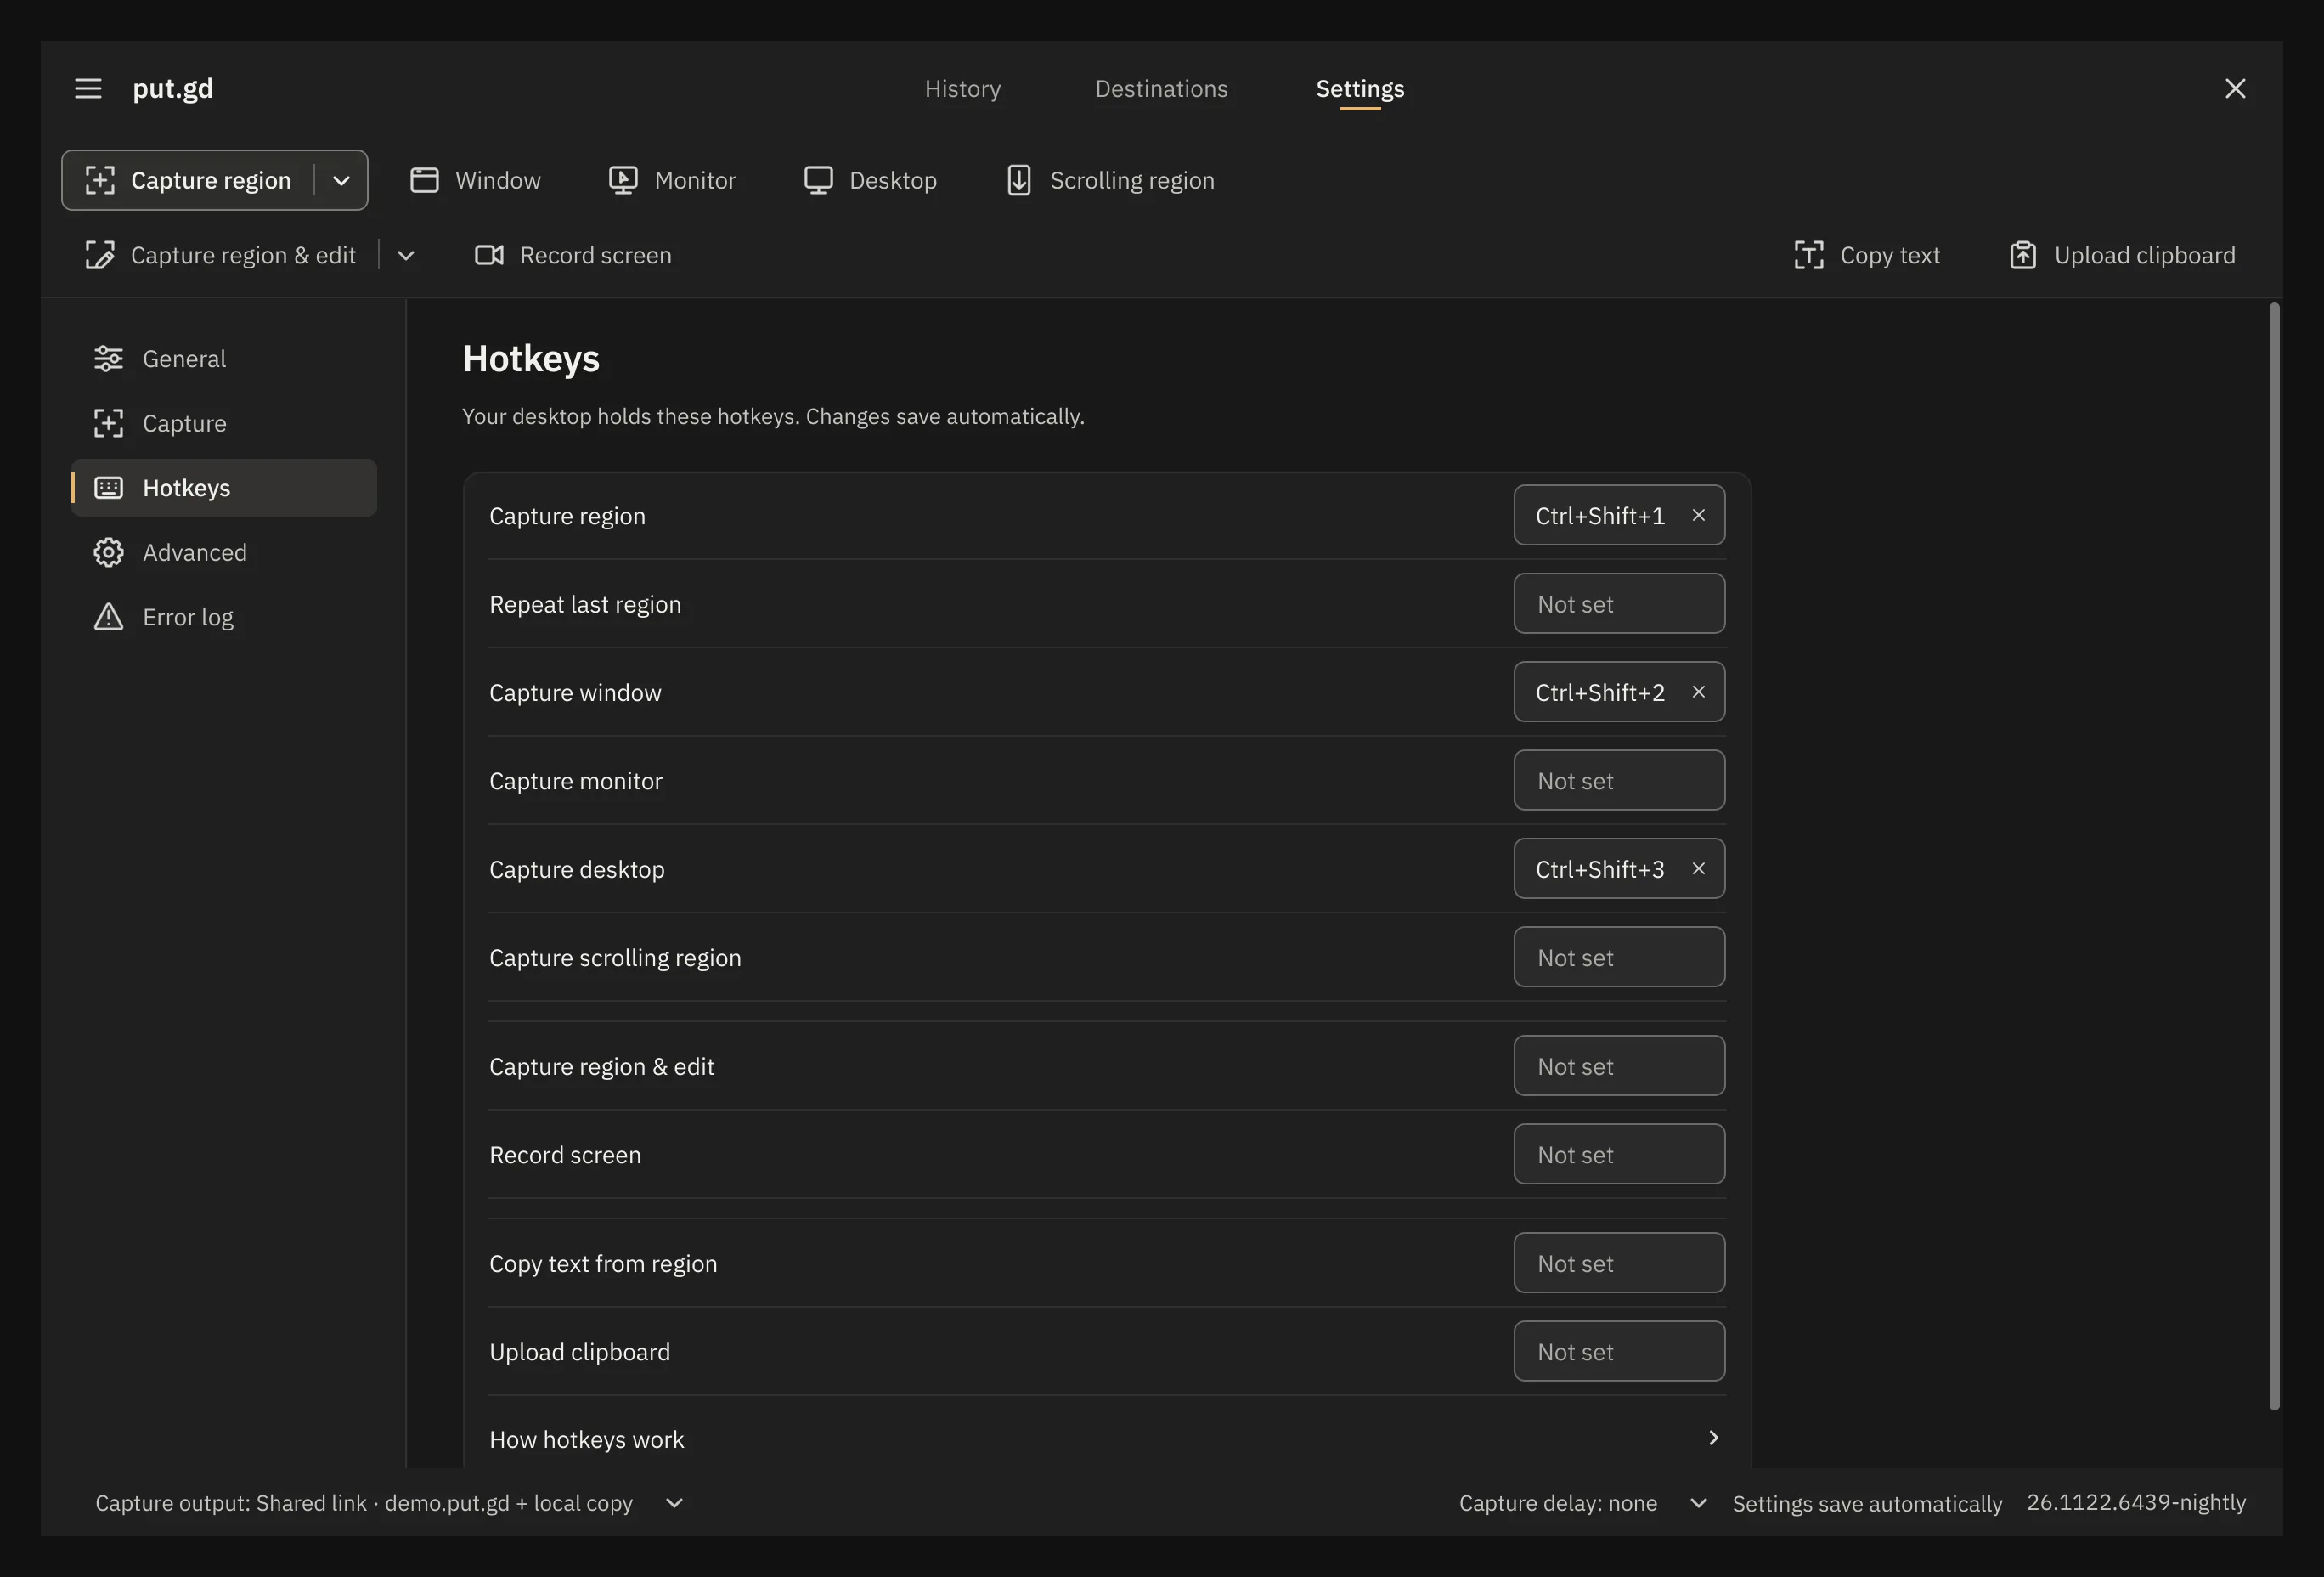 put.gd
History
Destinations
Settings
Capture region
Window
Monitor
Desktop
Scrolling region
Capture region & edit
Record screen
Copy text
Upload clipboard
General
Capture
Hotkeys
Advanced
Error log
Hotkeys
Your desktop holds these hotkeys. Changes save automatically.
Capture region
Ctrl+Shift+1
Repeat last region
Not set
Capture window
Ctrl+Shift+2
Capture monitor
Not set
Capture desktop
Ctrl+Shift+3
Capture scrolling region
Not set
Capture region & edit
Not set
Record screen
Not set
Copy text from region
Not set
Upload clipboard
Not set
How hotkeys work
Capture output: Shared link · demo.put.gd + local copy
Capture delay: none
Settings save automatically
26.1122.6439-nightly